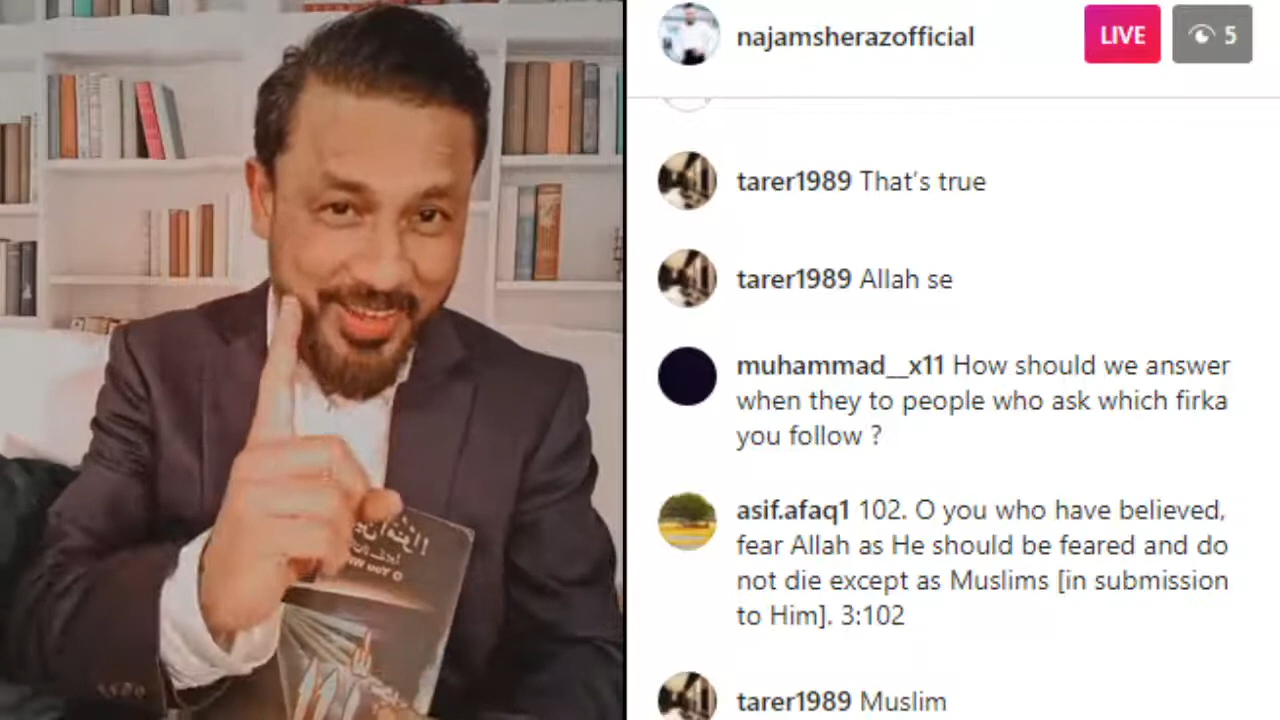 najamsherazofficial
LIVE
5
tarer1989 That's true
tarer1989 Allah se
muhammad__x11 How should we answer
when they to people who ask which firka
you follow ?
asif.afaq1 102. O you who have believed,
fear Allah as He should be feared and do
not die except as Muslims [in submission
to Him]. 3:102
tarer1989 Muslim
O You W